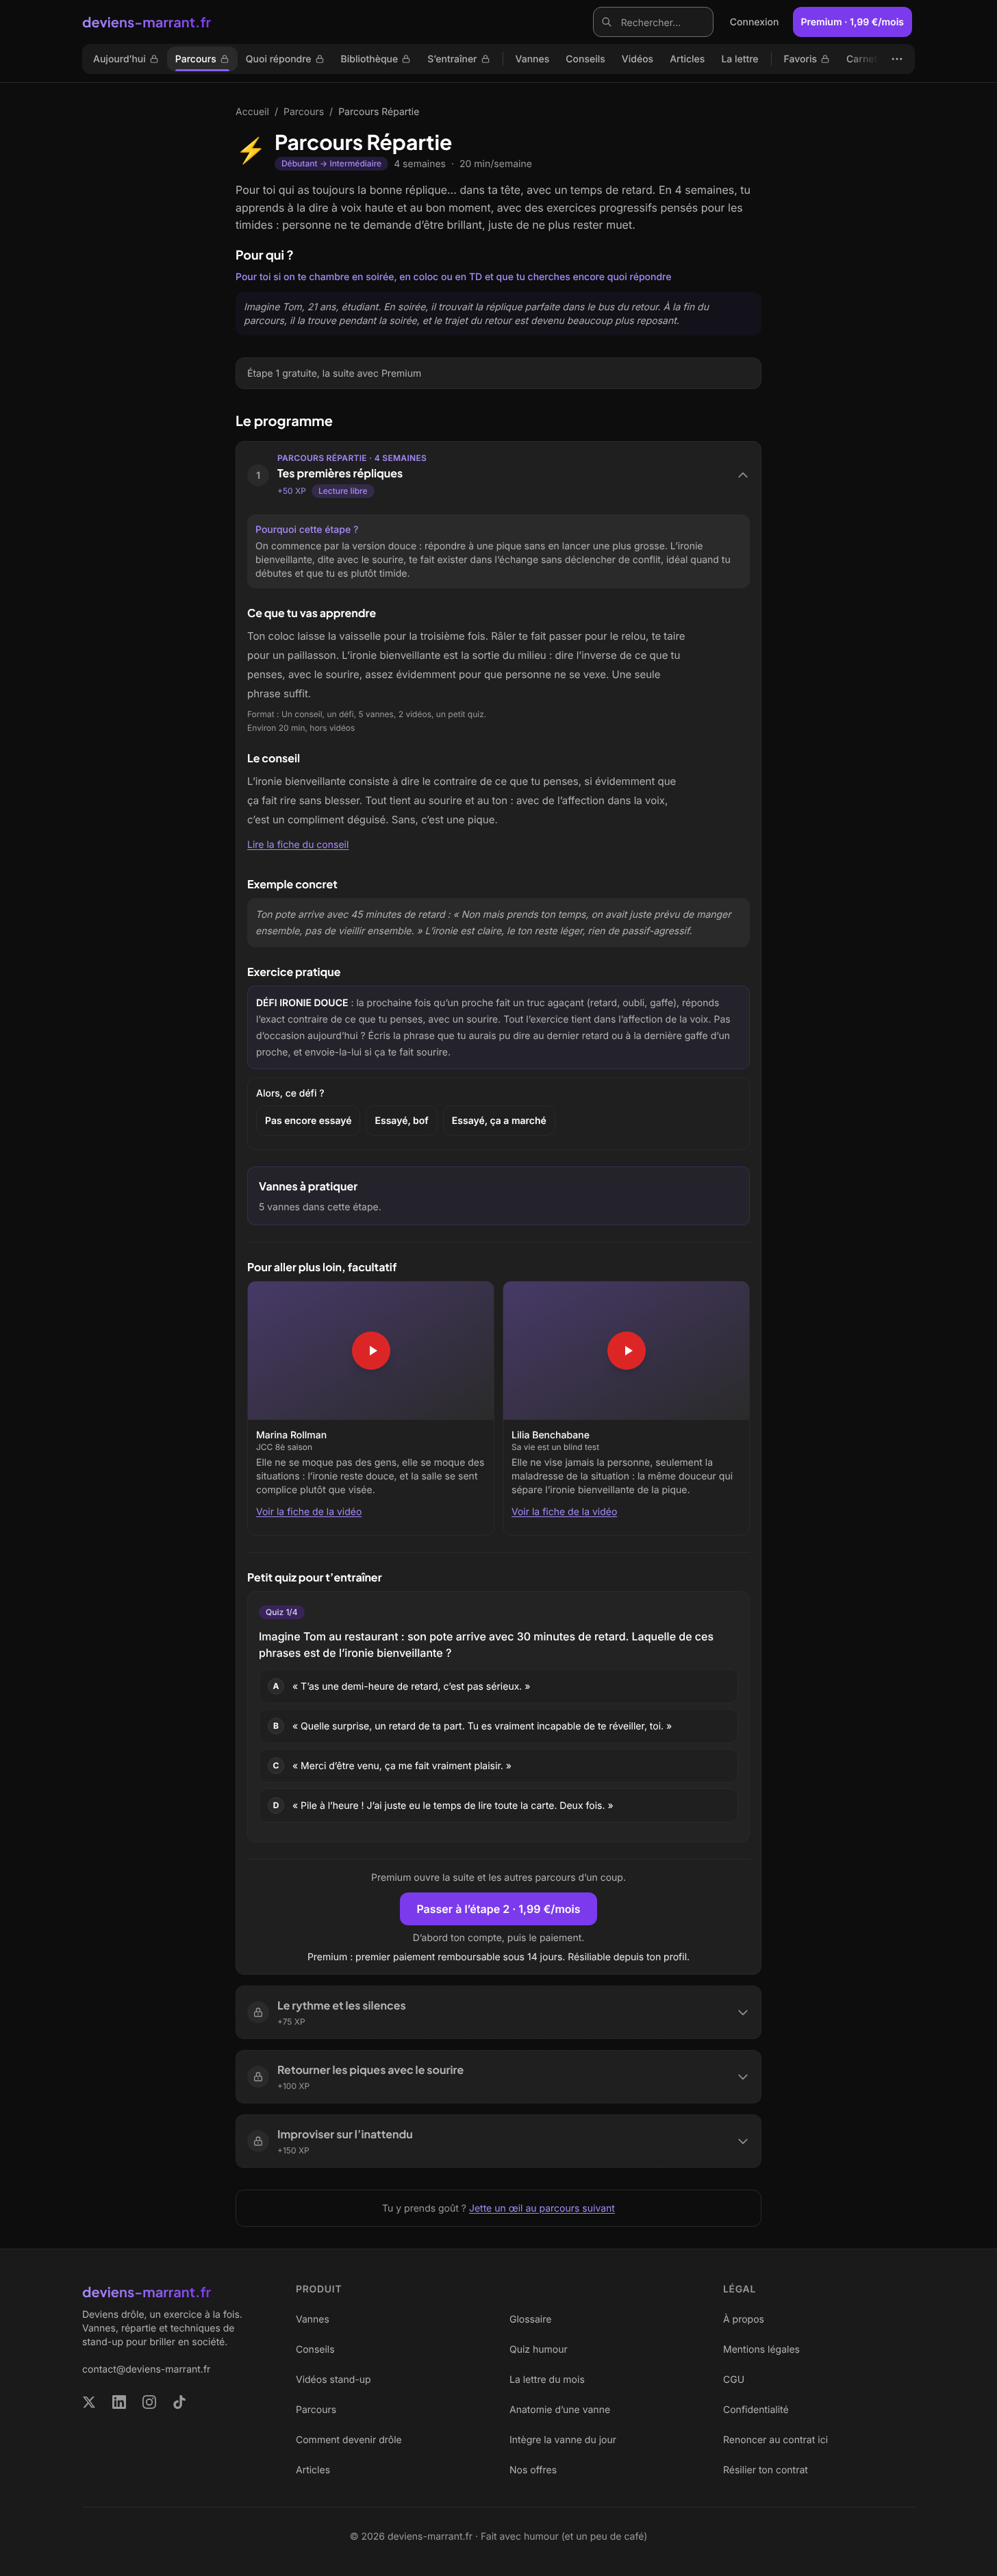 deviens-marrant.fr
Rechercher...
Connexion
Premium · 1,99 €/mois
Aujourd’hui
Parcours
Quoi répondre
Bibliothèque
S’entraîner
Vannes
Conseils
Vidéos
Articles
La lettre
Favoris
Carnet
Accueil / Parcours / Parcours Répartie
Parcours Répartie
Débutant → Intermédiaire 4 semaines · 20 min/semaine
Pour toi qui as toujours la bonne réplique… dans ta tête, avec un temps de retard. En 4 semaines, tu
apprends à la dire à voix haute et au bon moment, avec des exercices progressifs pensés pour les
timides : personne ne te demande d’être brillant, juste de ne plus rester muet.
Pour qui ?
Pour toi si on te chambre en soirée, en coloc ou en TD et que tu cherches encore quoi répondre
Imagine Tom, 21 ans, étudiant. En soirée, il trouvait la réplique parfaite dans le bus du retour. À la fin du
parcours, il la trouve pendant la soirée, et le trajet du retour est devenu beaucoup plus reposant.
Étape 1 gratuite, la suite avec Premium
Le programme
PARCOURS RÉPARTIE · 4 SEMAINES
1
Tes premières répliques
+50 XP Lecture libre
Pourquoi cette étape ?
On commence par la version douce : répondre à une pique sans en lancer une plus grosse. L’ironie
bienveillante, dite avec le sourire, te fait exister dans l’échange sans déclencher de conflit, idéal quand tu
débutes et que tu es plutôt timide.
Ce que tu vas apprendre
Ton coloc laisse la vaisselle pour la troisième fois. Râler te fait passer pour le relou, te taire
pour un paillasson. L’ironie bienveillante est la sortie du milieu : dire l’inverse de ce que tu
penses, avec le sourire, assez évidemment pour que personne ne se vexe. Une seule
phrase suffit.
Format : Un conseil, un défi, 5 vannes, 2 vidéos, un petit quiz.
Environ 20 min, hors vidéos
Le conseil
L’ironie bienveillante consiste à dire le contraire de ce que tu penses, si évidemment que
ça fait rire sans blesser. Tout tient au sourire et au ton : avec de l’affection dans la voix,
c’est un compliment déguisé. Sans, c’est une pique.
Lire la fiche du conseil
Exemple concret
Ton pote arrive avec 45 minutes de retard : « Non mais prends ton temps, on avait juste prévu de manger
ensemble, pas de vieillir ensemble. » L’ironie est claire, le ton reste léger, rien de passif-agressif.
Exercice pratique
DÉFI IRONIE DOUCE : la prochaine fois qu’un proche fait un truc agaçant (retard, oubli, gaffe), réponds
l’exact contraire de ce que tu penses, avec un sourire. Tout l’exercice tient dans l’affection de la voix. Pas
d’occasion aujourd’hui ? Écris la phrase que tu aurais pu dire au dernier retard ou à la dernière gaffe d’un
proche, et envoie-la-lui si ça te fait sourire.
Alors, ce défi ?
Pas encore essayé
Essayé, bof
Essayé, ça a marché
Vannes à pratiquer
5 vannes dans cette étape.
Pour aller plus loin, facultatif
Marina Rollman
JCC 8è saison
Elle ne se moque pas des gens, elle se moque des
situations : l’ironie reste douce, et la salle se sent
complice plutôt que visée.
Voir la fiche de la vidéo
Lilia Benchabane
Sa vie est un blind test
Elle ne vise jamais la personne, seulement la
maladresse de la situation : la même douceur qui
sépare l’ironie bienveillante de la pique.
Voir la fiche de la vidéo
Petit quiz pour t’entraîner
Quiz 1/4
Imagine Tom au restaurant : son pote arrive avec 30 minutes de retard. Laquelle de ces
phrases est de l’ironie bienveillante ?
A « T’as une demi-heure de retard, c’est pas sérieux. »
B « Quelle surprise, un retard de ta part. Tu es vraiment incapable de te réveiller, toi. »
C « Merci d’être venu, ça me fait vraiment plaisir. »
D « Pile à l’heure ! J’ai juste eu le temps de lire toute la carte. Deux fois. »
Premium ouvre la suite et les autres parcours d’un coup.
Passer à l’étape 2 · 1,99 €/mois
D’abord ton compte, puis le paiement.
Premium : premier paiement remboursable sous 14 jours. Résiliable depuis ton profil.
Le rythme et les silences
+75 XP
Retourner les piques avec le sourire
+100 XP
Improviser sur l’inattendu
+150 XP
Tu y prends goût ? Jette un œil au parcours suivant
deviens-marrant.fr
Deviens drôle, un exercice à la fois.
Vannes, répartie et techniques de
stand-up pour briller en société.
contact@deviens-marrant.fr
PRODUIT
Vannes
Conseils
Vidéos stand-up
Parcours
Comment devenir drôle
Articles
Glossaire
Quiz humour
La lettre du mois
Anatomie d’une vanne
Intègre la vanne du jour
Nos offres
LÉGAL
À propos
Mentions légales
CGU
Confidentialité
Renoncer au contrat ici
Résilier ton contrat
© 2026 deviens-marrant.fr · Fait avec humour (et un peu de café)